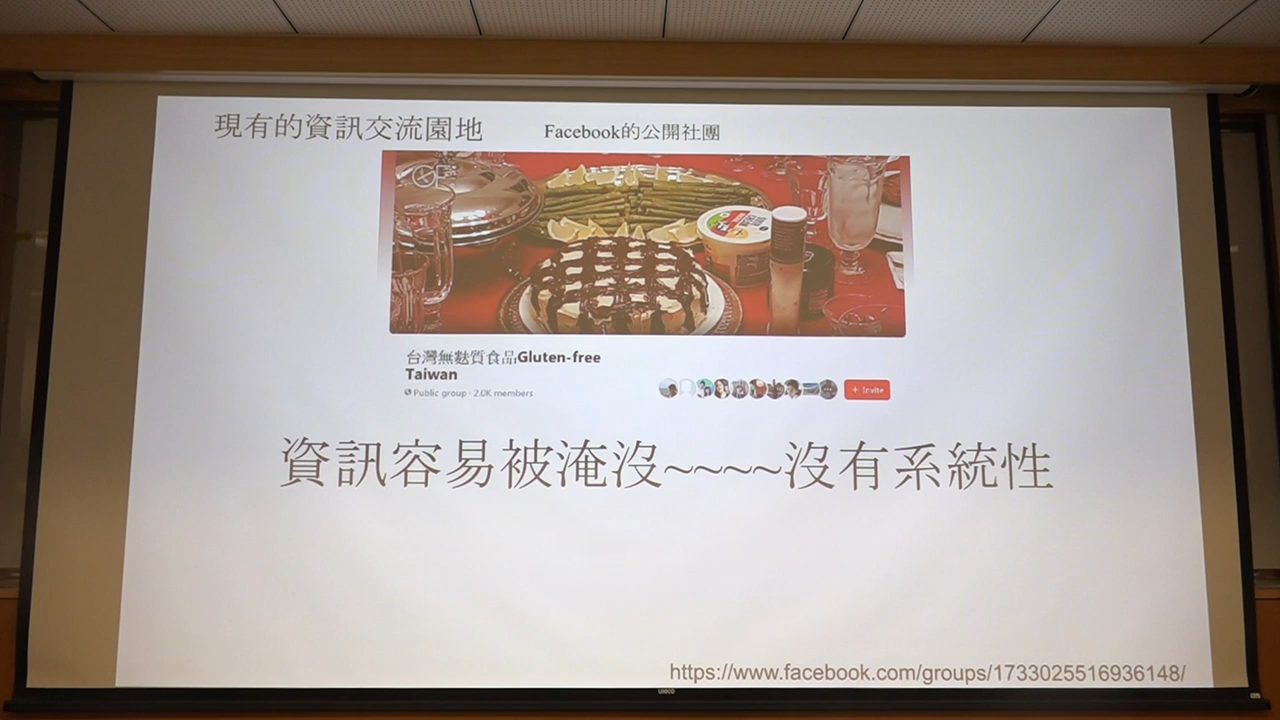 現有的資訊交流園地
Facebook的公開社團
台灣無麩質食品Gluten-free
Taiwan
Public group · 2.0K members
+ Invite
資訊容易被淹沒~~~~沒有系統性
https://www.facebook.com/groups/1733025516936148/